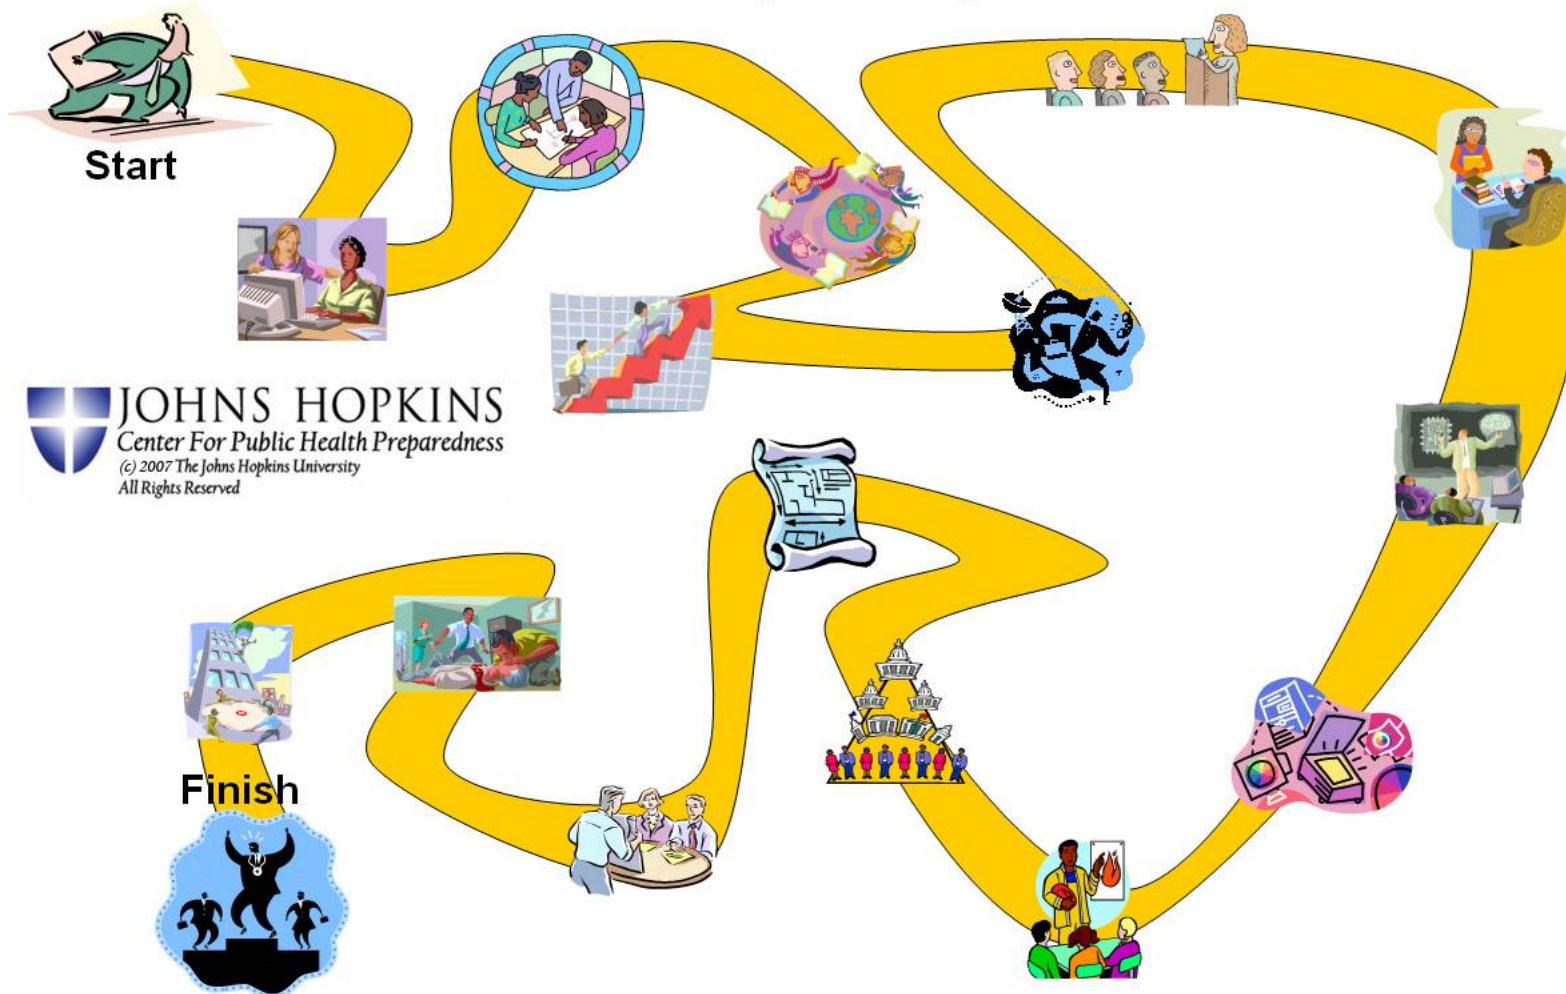 Start
JOHNS HOPKINS
Center For Public Health Preparedness
(c) 2007 The Johns Hopkins University
All Rights Reserved
Finish